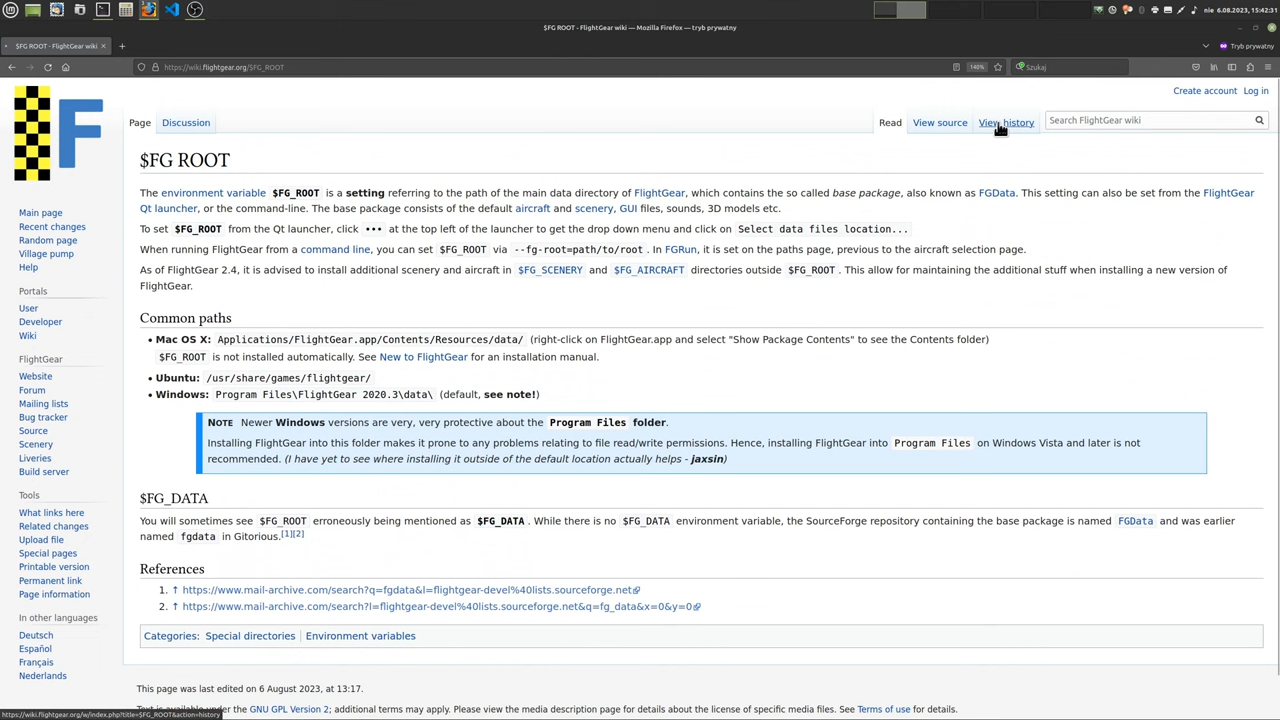 nie 6.08.2023, 15:42:31
$FG ROOT – FlightGear wiki — Mozilla Firefox — tryb prywatny
$FG ROOT - FlightGear wiki
Tryb prywatny
https://wiki.flightgear.org/$FG_ROOT
140%
Szukaj
Create account Log in
Page Discussion Read View source View history Search FlightGear wiki
$FG ROOT
The environment variable $FG_ROOT is a setting referring to the path of the main data directory of FlightGear, which contains the so called base package, also known as FGData. This setting can also be set from the FlightGear
Qt launcher, or the command-line. The base package consists of the default aircraft and scenery, GUI files, sounds, 3D models etc.
To set $FG_ROOT from the Qt launcher, click ••• at the top left of the launcher to get the drop down menu and click on Select data files location...
When running FlightGear from a command line, you can set $FG_ROOT via --fg-root=path/to/root. In FGRun, it is set on the paths page, previous to the aircraft selection page.
As of FlightGear 2.4, it is advised to install additional scenery and aircraft in $FG_SCENERY and $FG_AIRCRAFT directories outside $FG_ROOT. This allow for maintaining the additional stuff when installing a new version of
FlightGear.
Common paths
• Mac OS X: Applications/FlightGear.app/Contents/Resources/data/ (right-click on FlightGear.app and select "Show Package Contents" to see the Contents folder)
$FG_ROOT is not installed automatically. See New to FlightGear for an installation manual.
• Ubuntu: /usr/share/games/flightgear/
• Windows: Program Files\FlightGear 2020.3\data\ (default, see note!)
NOTE Newer Windows versions are very, very protective about the Program Files folder.
Installing FlightGear into this folder makes it prone to any problems relating to file read/write permissions. Hence, installing FlightGear into Program Files on Windows Vista and later is not
recommended. (I have yet to see where installing it outside of the default location actually helps - jaxsin)
$FG_DATA
You will sometimes see $FG_ROOT erroneously being mentioned as $FG_DATA. While there is no $FG_DATA environment variable, the SourceForge repository containing the base package is named FGData and was earlier
named fgdata in Gitorious.[1][2]
References
1. ↑ https://www.mail-archive.com/search?q=fgdata&l=flightgear-devel%40lists.sourceforge.net
2. ↑ https://www.mail-archive.com/search?l=flightgear-devel%40lists.sourceforge.net&q=fg_data&x=0&y=0
Categories: Special directories | Environment variables
This page was last edited on 6 August 2023, at 13:17.
Text is available under the GNU GPL Version 2; additional terms may apply. Please view the media description page for details about the license of specific media files. See Terms of use for details.
Main page
Recent changes
Random page
Village pump
Help
Portals
User
Developer
Wiki
FlightGear
Website
Forum
Mailing lists
Bug tracker
Source
Scenery
Liveries
Build server
Tools
What links here
Related changes
Upload file
Special pages
Printable version
Permanent link
Page information
In other languages
Deutsch
Español
Français
Nederlands
https://wiki.flightgear.org/w/index.php?title=$FG_ROOT&action=history